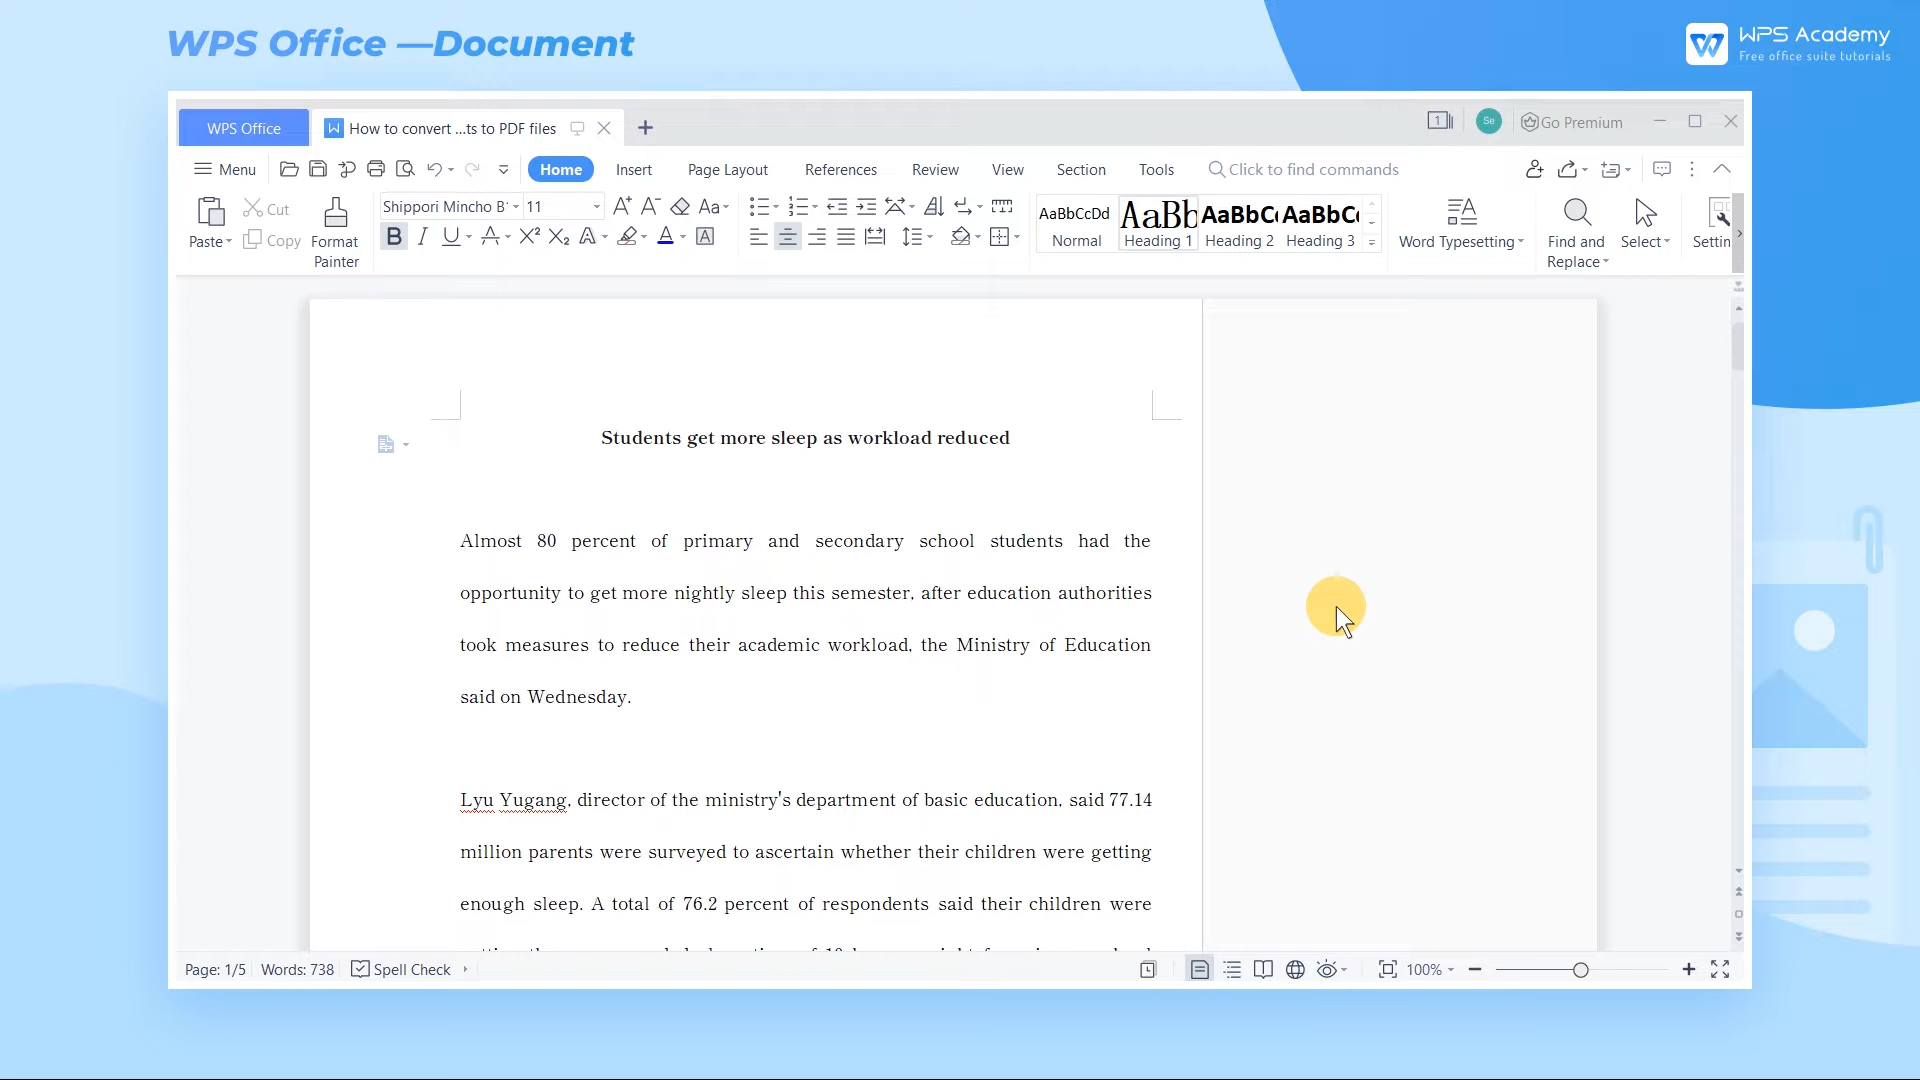 WPS Office —Document
WPS Academy
Free office suite tutorials
WPS Office
How to convert ...ts to PDF files
Se
Go Premium
Menu
Home
Insert
Page Layout
References
Review
View
Section
Tools
Click to find commands
Paste
Cut
Copy
Format
Painter
Shippori Mincho B
11
AaBbCcDd
Normal
AaBb
Heading 1
AaBbC
Heading 2
AaBbC
Heading 3
Word Typesetting
Find and
Replace
Select
Settin
Students get more sleep as workload reduced
Almost 80 percent of primary and secondary school students had the
opportunity to get more nightly sleep this semester, after education authorities
took measures to reduce their academic workload, the Ministry of Education
said on Wednesday.
Lyu Yugang, director of the ministry's department of basic education, said 77.14
million parents were surveyed to ascertain whether their children were getting
enough sleep. A total of 76.2 percent of respondents said their children were
Page: 1/5
Words: 738
Spell Check
100%